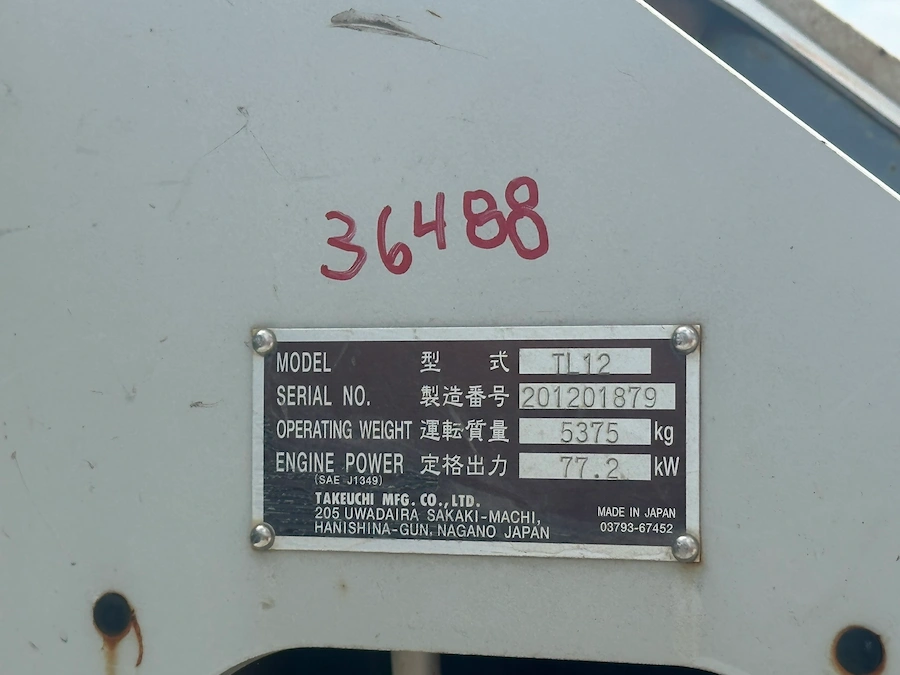 36488
MODEL 型式 TL12
SERIAL NO. 製造番号 201201879
OPERATING WEIGHT 運転質量 5375 kg
ENGINE POWER 定格出力 77.2 kW
(SAE J1349)
TAKEUCHI MFG. CO.,LTD.
205 UWADAIRA SAKAKI-MACHI,
HANISHINA-GUN, NAGANO JAPAN
MADE IN JAPAN
03793-67452